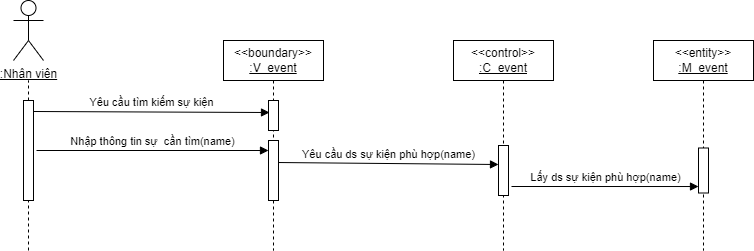 <<boundary>>
:V_event
<<control>>
:C_event
<<entity>>
:M_event
:Nhân viên
Yêu cầu tìm kiếm sự kiện
Nhập thông tin sự cần tìm(name)
Yêu cầu ds sự kiện phù hợp(name)
Lấy ds sự kiện phù hợp(name)